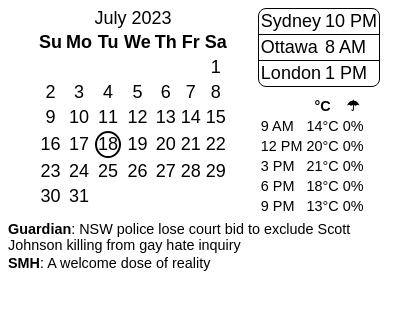 July 2023
Su Mo Tu We Th Fr Sa
1
2 3 4 5 6 7 8
9 10 11 12 13 14 15
16 17 18 19 20 21 22
23 24 25 26 27 28 29
30 31
Sydney 10 PM
Ottawa 8 AM
London 1 PM
°C ☂
9 AM 14°C 0%
12 PM 20°C 0%
3 PM 21°C 0%
6 PM 18°C 0%
9 PM 13°C 0%
Guardian: NSW police lose court bid to exclude Scott
Johnson killing from gay hate inquiry
SMH: A welcome dose of reality